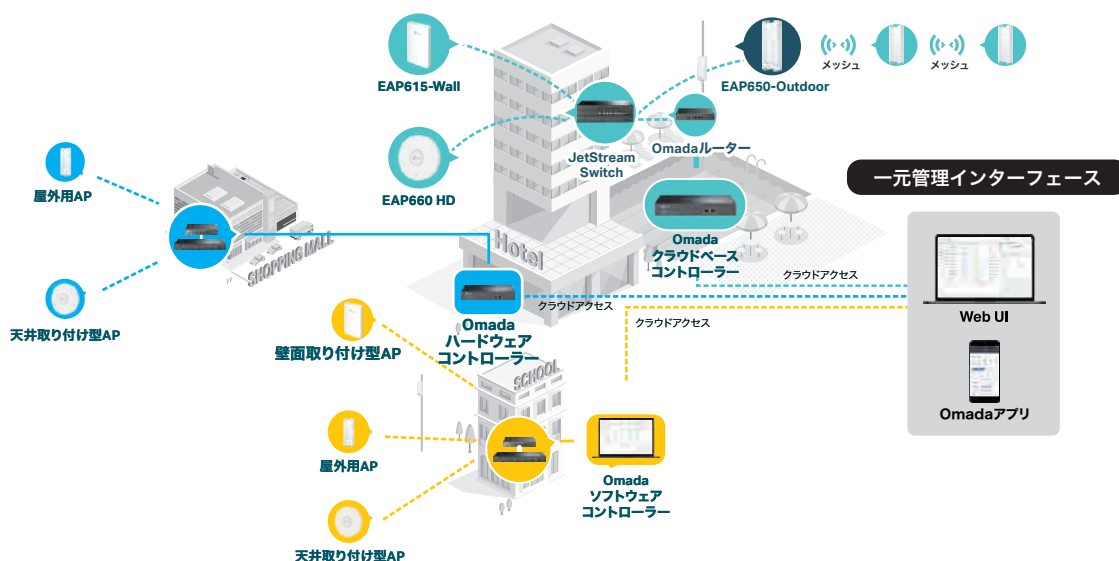 EAP615-Wall
EAP650-Outdoor
メッシュ
メッシュ
JetStream
Switch
Omadaルーター
EAP660 HD
屋外用AP
一元管理インターフェース
SHOPPING MALL
Hotel
Omada
クラウドベース
コントローラー
クラウドアクセス
天井取り付け型AP
Omada
ハードウェア
コントローラー
クラウドアクセス
クラウドアクセス
Web UI
壁面取り付け型AP
SCHOOL
Omadaアプリ
屋外用AP
Omada
ソフトウェア
コントローラー
天井取り付け型AP